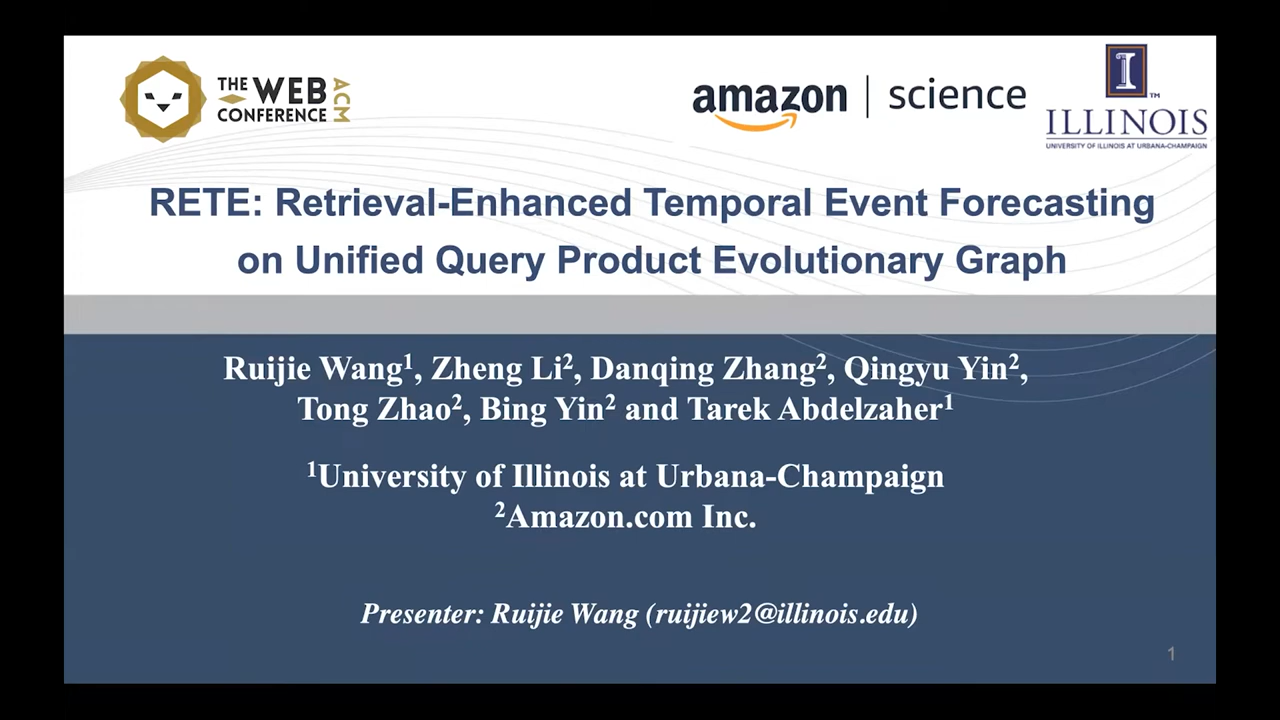 THE WEB
CONFERENCE
ACM
amazon | science
I
TM
ILLINOIS
UNIVERSITY OF ILLINOIS AT URBANA-CHAMPAIGN
RETE: Retrieval-Enhanced Temporal Event Forecasting
on Unified Query Product Evolutionary Graph
Ruijie Wang¹, Zheng Li², Danqing Zhang², Qingyu Yin²,
Tong Zhao², Bing Yin² and Tarek Abdelzaher¹
¹University of Illinois at Urbana-Champaign
²Amazon.com Inc.
Presenter: Ruijie Wang (ruijiew2@illinois.edu)
1